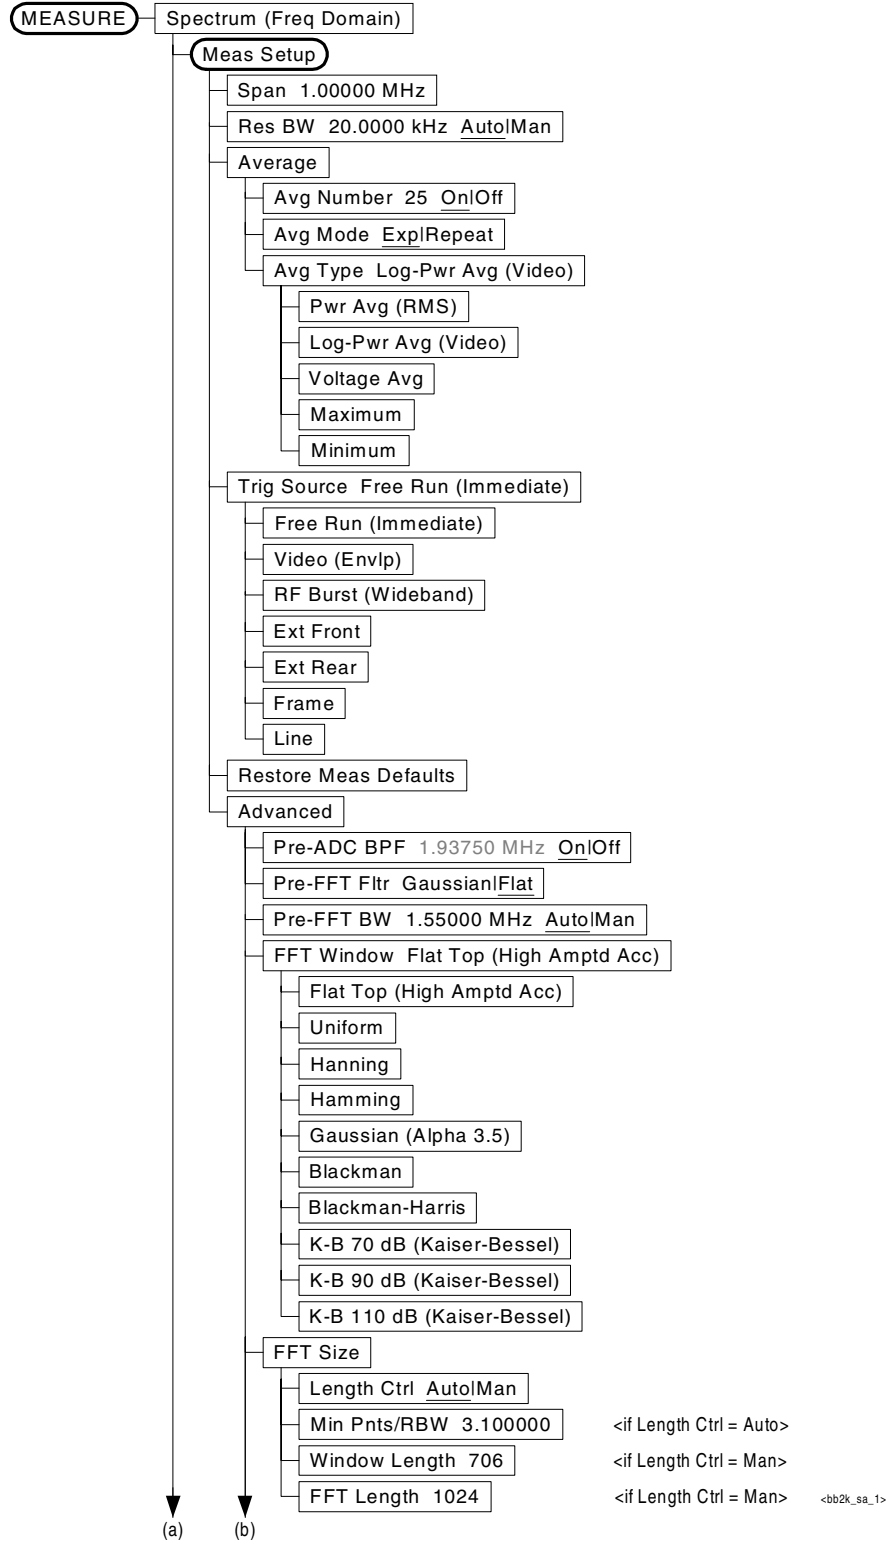 MEASURE Spectrum (Freq Domain)
Meas Setup
Span 1.00000 MHz
Res BW 20.0000 kHz Auto|Man
Average
Avg Number 25 On|Off
Avg Mode Exp|Repeat
Avg Type Log-Pwr Avg (Video)
Pwr Avg (RMS)
Log-Pwr Avg (Video)
Voltage Avg
Maximum
Minimum
Trig Source Free Run (Immediate)
Free Run (Immediate)
Video (Envlp)
RF Burst (Wideband)
Ext Front
Ext Rear
Frame
Line
Restore Meas Defaults
Advanced
Pre-ADC BPF 1.93750 MHz On|Off
Pre-FFT Fltr Gaussian|Flat
Pre-FFT BW 1.55000 MHz Auto|Man
FFT Window Flat Top (High Amptd Acc)
Flat Top (High Amptd Acc)
Uniform
Hanning
Hamming
Gaussian (Alpha 3.5)
Blackman
Blackman-Harris
K-B 70 dB (Kaiser-Bessel)
K-B 90 dB (Kaiser-Bessel)
K-B 110 dB (Kaiser-Bessel)
FFT Size
Length Ctrl Auto|Man
Min Pnts/RBW 3.100000 <if Length Ctrl = Auto>
Window Length 706 <if Length Ctrl = Man>
FFT Length 1024 <if Length Ctrl = Man> <bb2k_sa_1>
(a) (b)